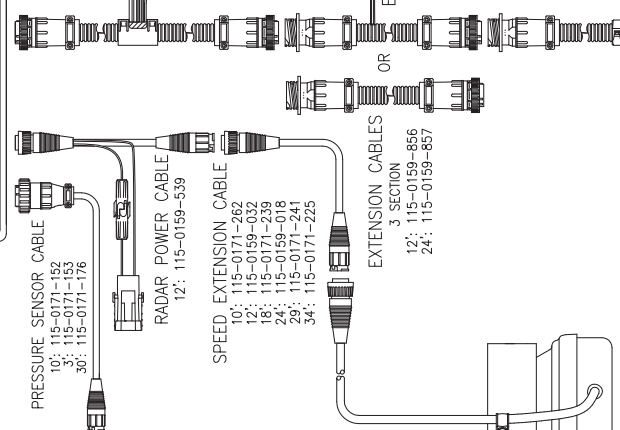 PRESSURE SENSOR CABLE
10': 115-0171-152
3': 115-0171-153
30': 115-0171-176
RADAR POWER CABLE
12': 115-0159-539
SPEED EXTENSION CABLE
10': 115-0171-262
12': 115-0159-032
18': 115-0171-239
24': 115-0159-018
29': 115-0171-241
34': 115-0171-225
OR
EXTENSION CABLES
3 SECTION
12': 115-0159-856
24': 115-0159-857